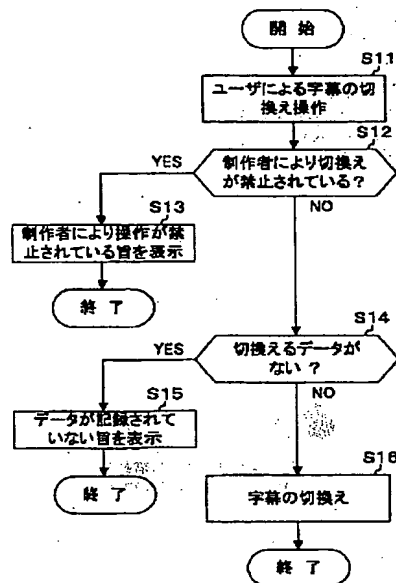 開 始
S11
ユーザによる字幕の切
換え操作
S12
制作者により切換え
が禁止されている?
YES
NO
S13
制作者により操作が禁
止されている旨を表示
終 了
S14
切換えるデータが
ない ?
YES
NO
S15
データが記録されて
いない旨を表示
終 了
S16
字幕の切換え
終 了